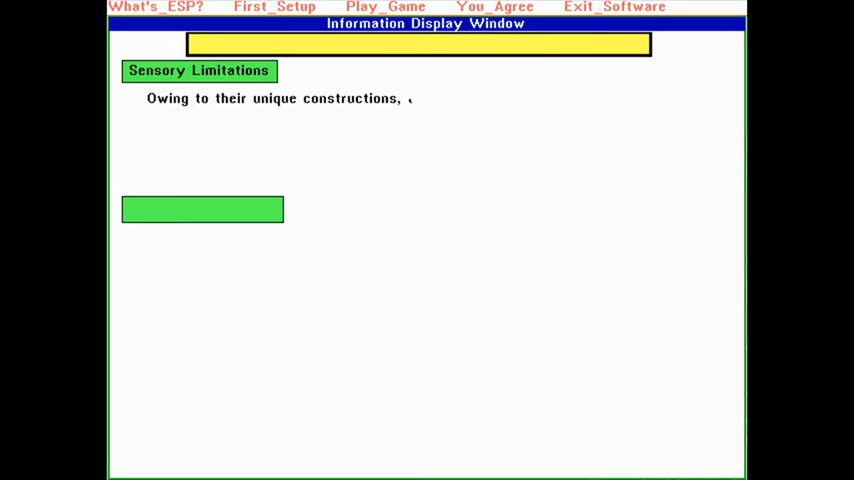 What's_ESP? First_Setup Play_Game You_Agree Exit_Software
Information Display Window
Sensory Limitations
Owing to their unique constructions,